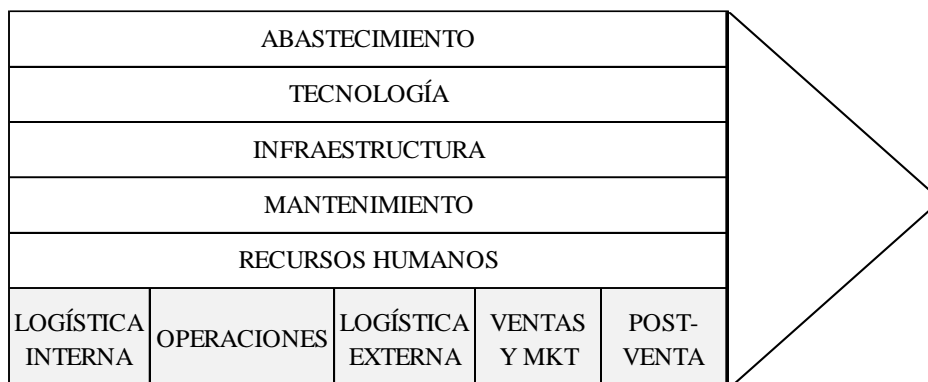 ABASTECIMIENTO
TECNOLOGÍA
INFRAESTRUCTURA
MANTENIMIENTO
RECURSOS HUMANOS
LOGÍSTICA
INTERNA
OPERACIONES
LOGÍSTICA
EXTERNA
VENTAS
Y MKT
POST-
VENTA